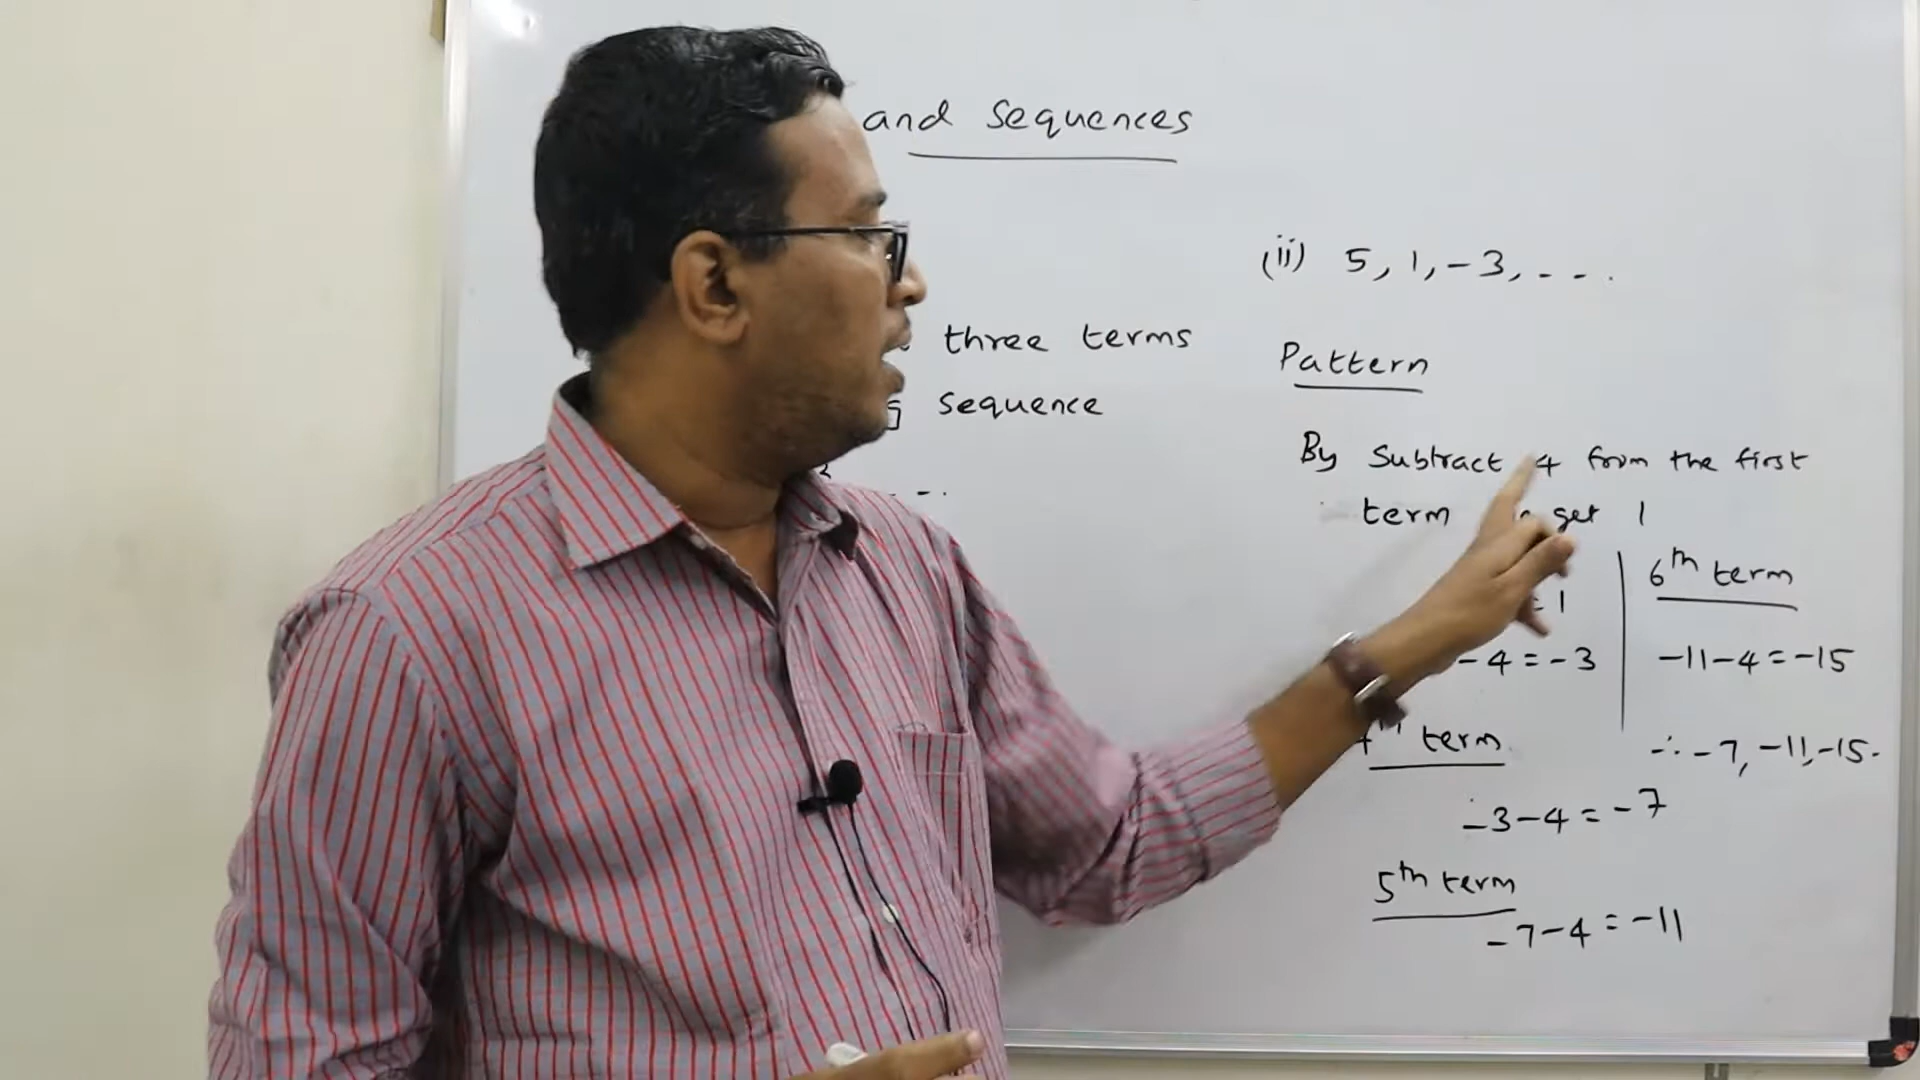 and Sequences
three terms
sequence
(ii) 5, 1, -3, - - .
Pattern
By Subtract 4 from the first
term get 1
= 1
- 4 = -3
term
-3-4 = -7
5th term
-7-4 = -11
6th term
-11-4 = -15
∴ -7, -11, -15.